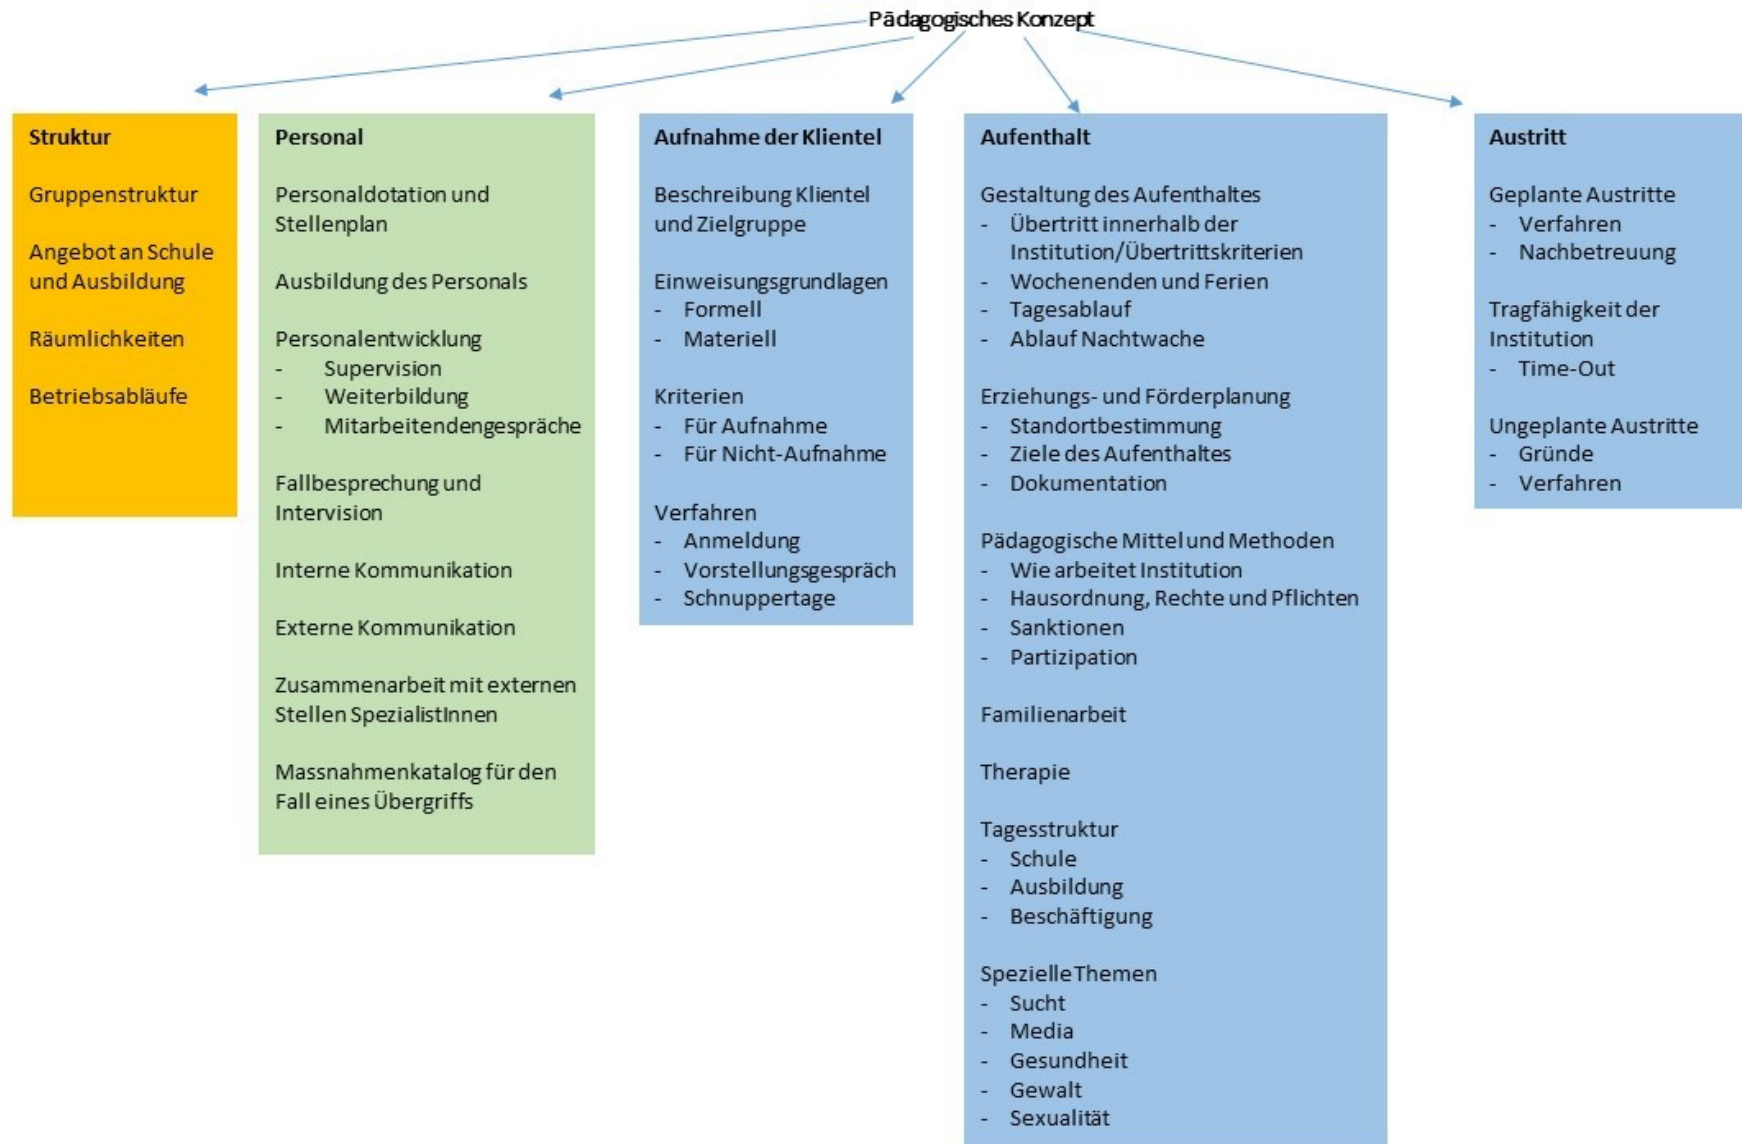 Pädagogisches Konzept
Struktur
Gruppenstruktur
Angebot an Schule
und Ausbildung
Räumlichkeiten
Betriebsabläufe
Personal
Personaldotation und
Stellenplan
Ausbildung des Personals
Personalentwicklung
- Supervision
- Weiterbildung
- Mitarbeitendengespräche
Fallbesprechung und
Intervision
Interne Kommunikation
Externe Kommunikation
Zusammenarbeit mit externen
Stellen SpezialistInnen
Massnahmenkatalog für den
Fall eines Übergriffs
Aufnahme der Klientel
Beschreibung Klientel
und Zielgruppe
Einweisungsgrundlagen
- Formell
- Materiell
Kriterien
- Für Aufnahme
- Für Nicht-Aufnahme
Verfahren
- Anmeldung
- Vorstellungsgespräch
- Schnuppertage
Aufenthalt
Gestaltung des Aufenthaltes
- Übertritt innerhalb der
Institution/Übertrittskriterien
- Wochenenden und Ferien
- Tagesablauf
- Ablauf Nachtwache
Erziehungs- und Förderplanung
- Standortbestimmung
- Ziele des Aufenthaltes
- Dokumentation
Pädagogische Mittel und Methoden
- Wie arbeitet Institution
- Hausordnung, Rechte und Pflichten
- Sanktionen
- Partizipation
Familienarbeit
Therapie
Tagesstruktur
- Schule
- Ausbildung
- Beschäftigung
Spezielle Themen
- Sucht
- Media
- Gesundheit
- Gewalt
- Sexualität
Austritt
Geplante Austritte
- Verfahren
- Nachbetreuung
Tragfähigkeit der
Institution
- Time-Out
Ungeplante Austritte
- Gründe
- Verfahren